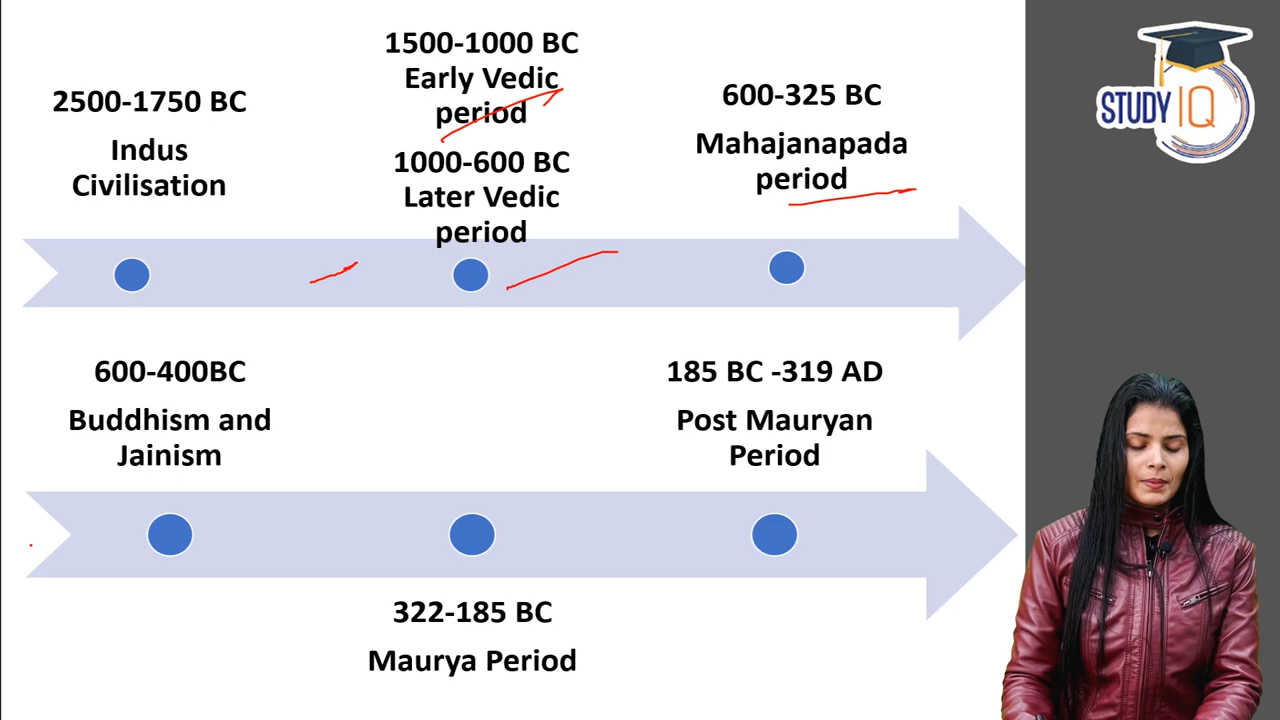 2500-1750 BC
Indus
Civilisation
1500-1000 BC
Early Vedic
period
1000-600 BC
Later Vedic
period
600-325 BC
Mahajanapada
period
STUDY IQ
600-400BC
Buddhism and
Jainism
322-185 BC
Maurya Period
185 BC -319 AD
Post Mauryan
Period